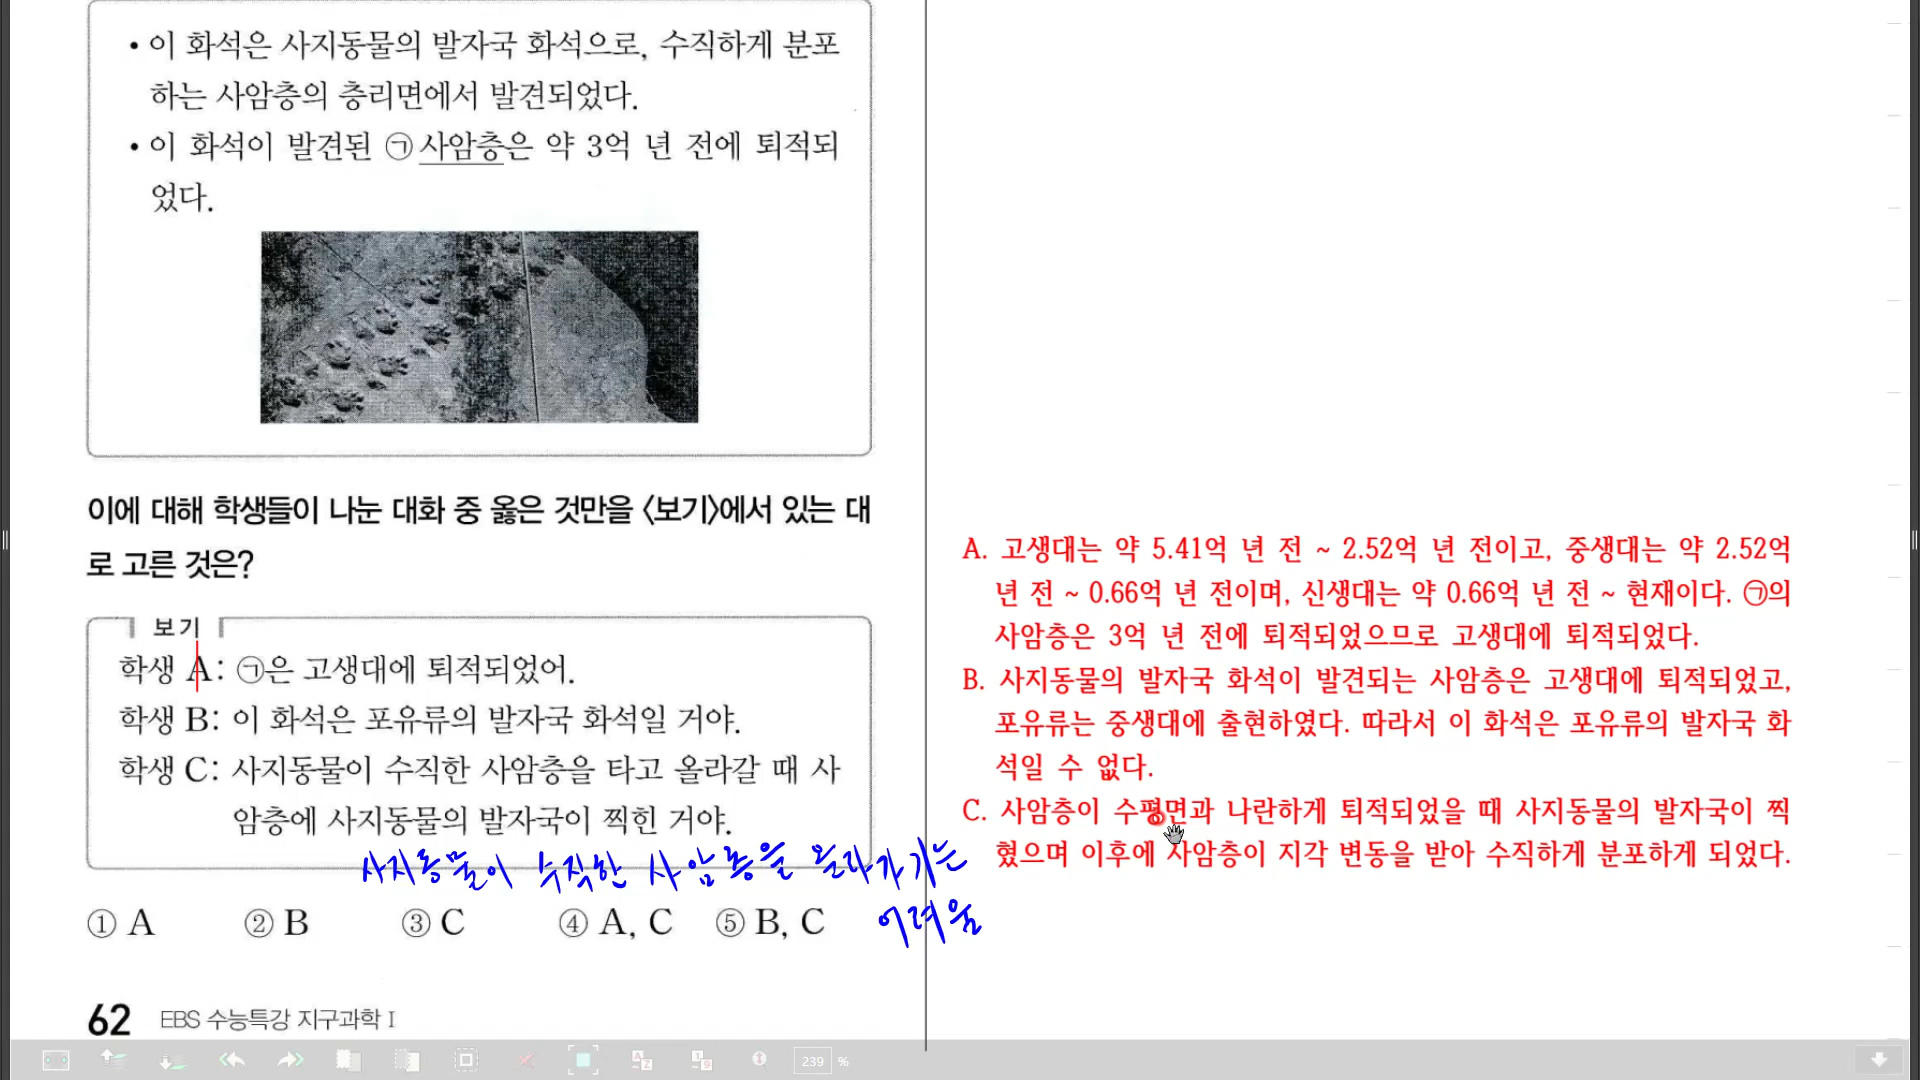 • 이 화석은 사지동물의 발자국 화석으로, 수직하게 분포
하는 사암층의 층리면에서 발견되었다.
• 이 화석이 발견된 ㉠사암층은 약 3억 년 전에 퇴적되
었다.
이에 대해 학생들이 나눈 대화 중 옳은 것만을 〈보기〉에서 있는 대
로 고른 것은?
보기
학생 A: ㉠은 고생대에 퇴적되었어.
학생 B: 이 화석은 포유류의 발자국 화석일 거야.
학생 C: 사지동물이 수직한 사암층을 타고 올라갈 때 사
암층에 사지동물의 발자국이 찍힌 거야.
사지동물이 수직한 사암층을 올라가기는
어려움
① A ② B ③ C ④ A, C ⑤ B, C
62 EBS 수능특강 지구과학 I
A. 고생대는 약 5.41억 년 전 ~ 2.52억 년 전이고, 중생대는 약 2.52억
년 전 ~ 0.66억 년 전이며, 신생대는 약 0.66억 년 전 ~ 현재이다. ㉠의
사암층은 3억 년 전에 퇴적되었으므로 고생대에 퇴적되었다.
B. 사지동물의 발자국 화석이 발견되는 사암층은 고생대에 퇴적되었고,
포유류는 중생대에 출현하였다. 따라서 이 화석은 포유류의 발자국 화
석일 수 없다.
C. 사암층이 수평면과 나란하게 퇴적되었을 때 사지동물의 발자국이 찍
혔으며 이후에 사암층이 지각 변동을 받아 수직하게 분포하게 되었다.
239 %